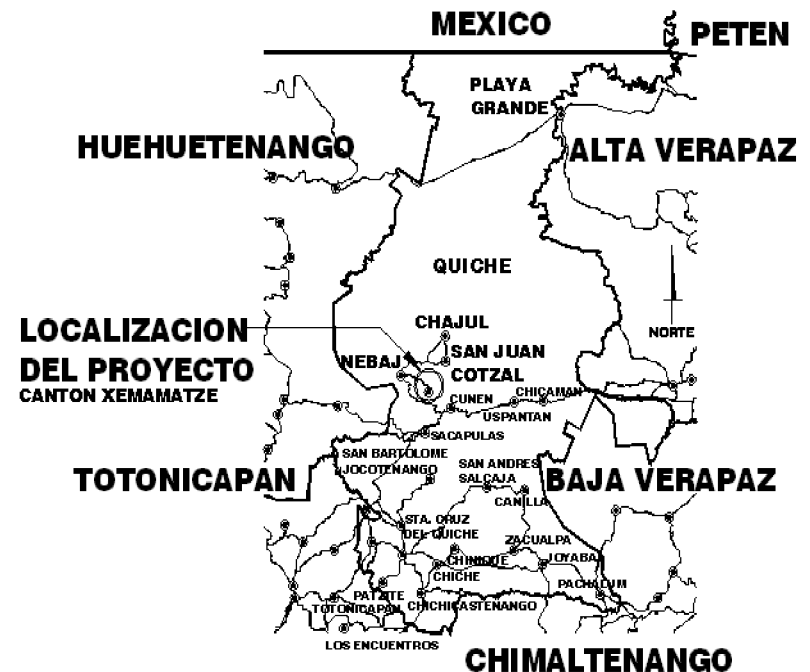 MEXICO
PETEN
PLAYA
GRANDE
HUEHUETENANGO
ALTA VERAPAZ
QUICHE
NORTE
LOCALIZACION
DEL PROYECTO
CANTON XEMAMATZE
CHAJUL
NEBAJ
SAN JUAN
COTZAL
CUNEN
CHICAMAN
USPANTAN
SACAPULAS
SAN BARTOLOME
JOCOTENANGO
SAN ANDRES
SALCAJA
CANILLA
TOTONICAPAN
BAJA VERAPAZ
STA. CRUZ
DEL QUICHE
ZACUALPA
CHINIQUE
JOYABAJ
CHICHE
PACHALUM
PATZITE
TOTONICAPAN
CHICHICASTENANGO
LOS ENCUENTROS
CHIMALTENANGO